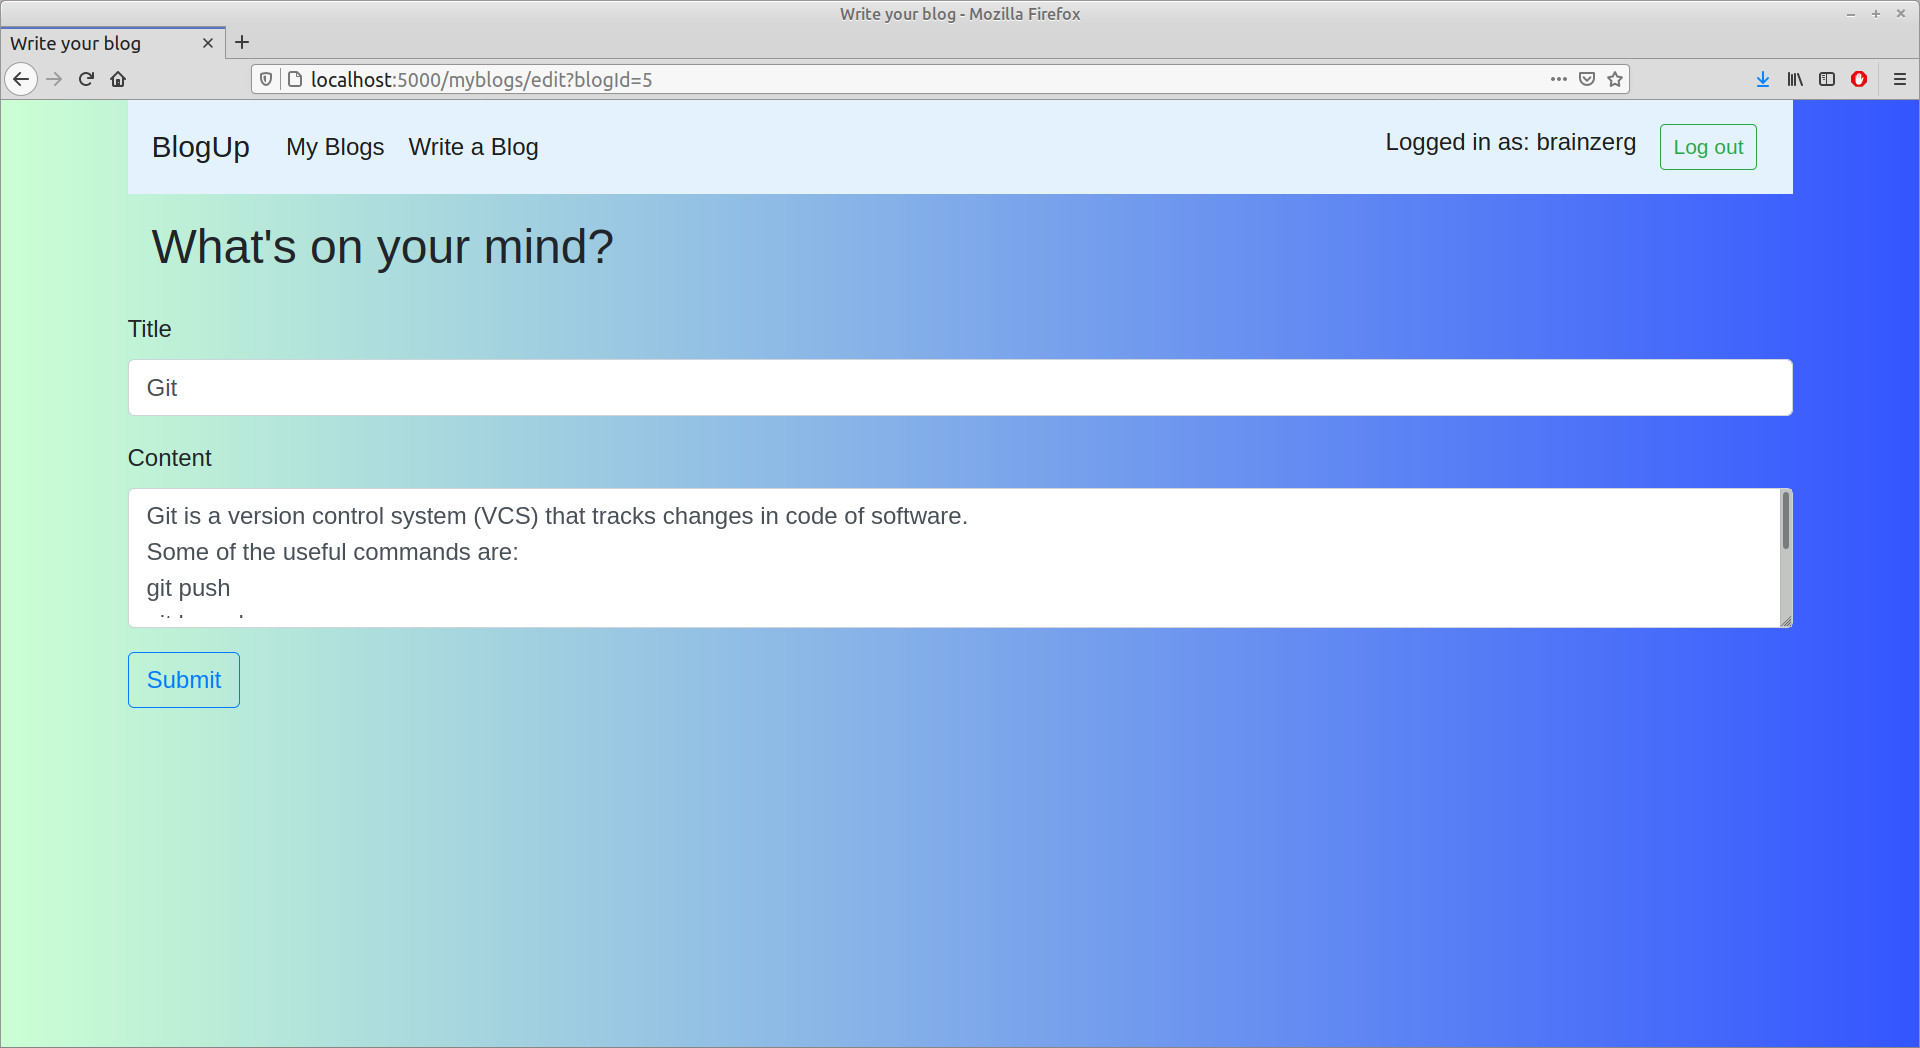 Write your blog - Mozilla Firefox
Write your blog
localhost:5000/myblogs/edit?blogId=5
BlogUp My Blogs Write a Blog Logged in as: brainzerg Log out
What's on your mind?
Title
Git
Content
Git is a version control system (VCS) that tracks changes in code of software.
Some of the useful commands are:
git push
Submit